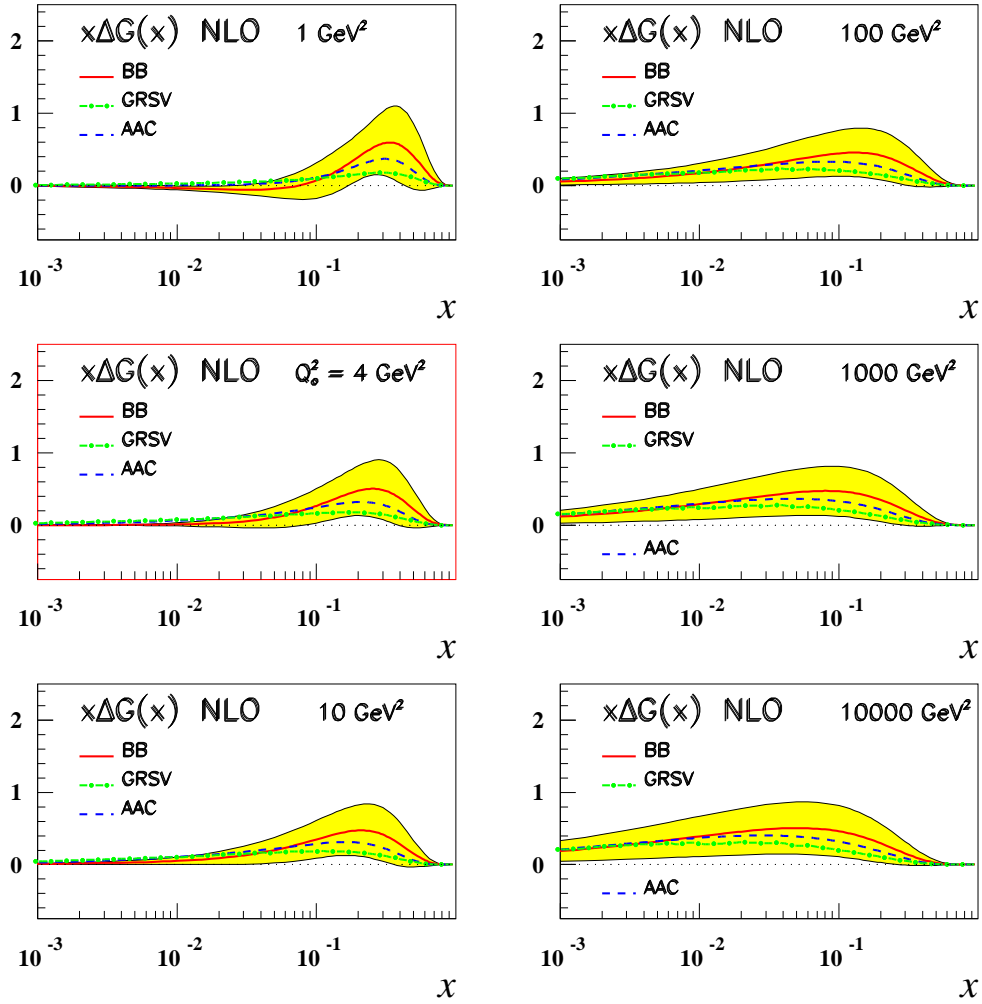 xΔG(x) NLO 1 GeV²
BB
GRSV
AAC
2
1
0
10⁻³ 10⁻² 10⁻¹
x
xΔG(x) NLO 100 GeV²
BB
GRSV
AAC
2
1
0
10⁻³ 10⁻² 10⁻¹
x
xΔG(x) NLO Q₀² = 4 GeV²
BB
GRSV
AAC
2
1
0
10⁻³ 10⁻² 10⁻¹
x
xΔG(x) NLO 1000 GeV²
BB
GRSV
AAC
2
1
0
10⁻³ 10⁻² 10⁻¹
x
xΔG(x) NLO 10 GeV²
BB
GRSV
AAC
2
1
0
10⁻³ 10⁻² 10⁻¹
x
xΔG(x) NLO 10000 GeV²
BB
GRSV
AAC
2
1
0
10⁻³ 10⁻² 10⁻¹
x